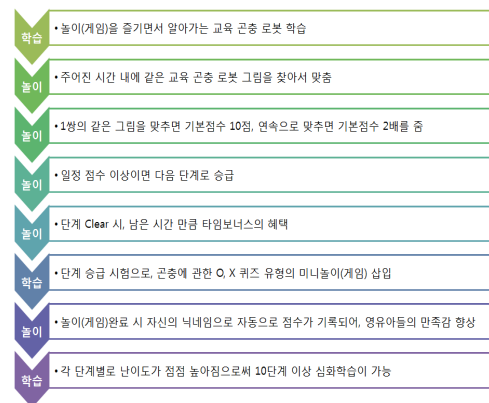 학습
• 놀이(게임)을 즐기면서 알아가는 교육 곤충 로봇 학습
놀이
• 주어진 시간 내에 같은 교육 곤충 로봇 그림을 찾아서 맞춤
놀이
• 1쌍의 같은 그림을 맞추면 기본점수 10점, 연속으로 맞추면 기본점수 2배를 줌
놀이
• 일정 점수 이상이면 다음 단계로 승급
놀이
• 단계 Clear 시, 남은 시간 만큼 타임보너스의 혜택
학습
• 단계 승급 시험으로, 곤충에 관한 O, X 퀴즈 유형의 미니놀이(게임) 삽입
놀이
• 놀이(게임)완료 시 자신의 닉네임으로 자동으로 점수가 기록되어, 영유아들의 만족감 향상
학습
• 각 단계별로 난이도가 점점 높아짐으로써 10단계 이상 심화학습이 가능